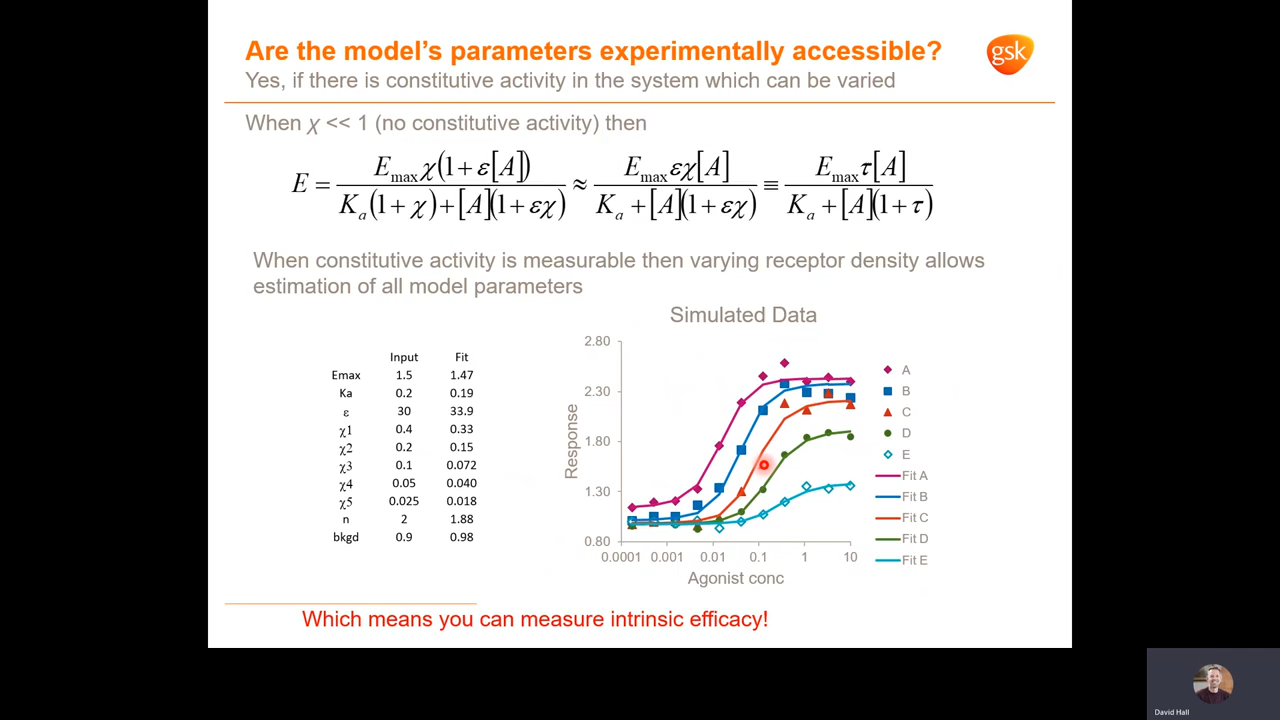 Are the model's parameters experimentally accessible?
gsk
Yes, if there is constitutive activity in the system which can be varied
When χ << 1 (no constitutive activity) then
E = E_max χ(1 + ε[A]) / K_a(1 + χ) + [A](1 + εχ) ≈ E_max εχ[A] / K_a + [A](1 + εχ) ≡ E_max τ[A] / K_a + [A](1 + τ)
When constitutive activity is measurable then varying receptor density allows
estimation of all model parameters
Input Fit
Emax 1.5 1.47
Ka 0.2 0.19
ε 30 33.9
χ1 0.4 0.33
χ2 0.2 0.15
χ3 0.1 0.072
χ4 0.05 0.040
χ5 0.025 0.018
n 2 1.88
bkgd 0.9 0.98
Simulated Data
Response
2.80
2.30
1.80
1.30
0.80
0.0001 0.001 0.01 0.1 1 10
Agonist conc
A
B
C
D
E
Fit A
Fit B
Fit C
Fit D
Fit E
Which means you can measure intrinsic efficacy!
David Hall